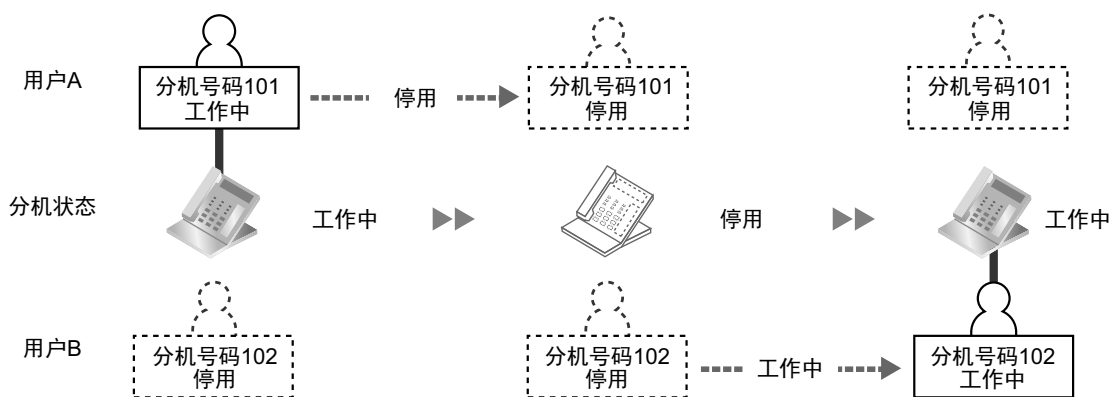 用户A
分机号码101
工作中
停用
分机号码101
停用
分机号码101
停用
分机状态
工作中
停用
工作中
用户B
分机号码102
停用
分机号码102
停用
工作中
分机号码102
工作中